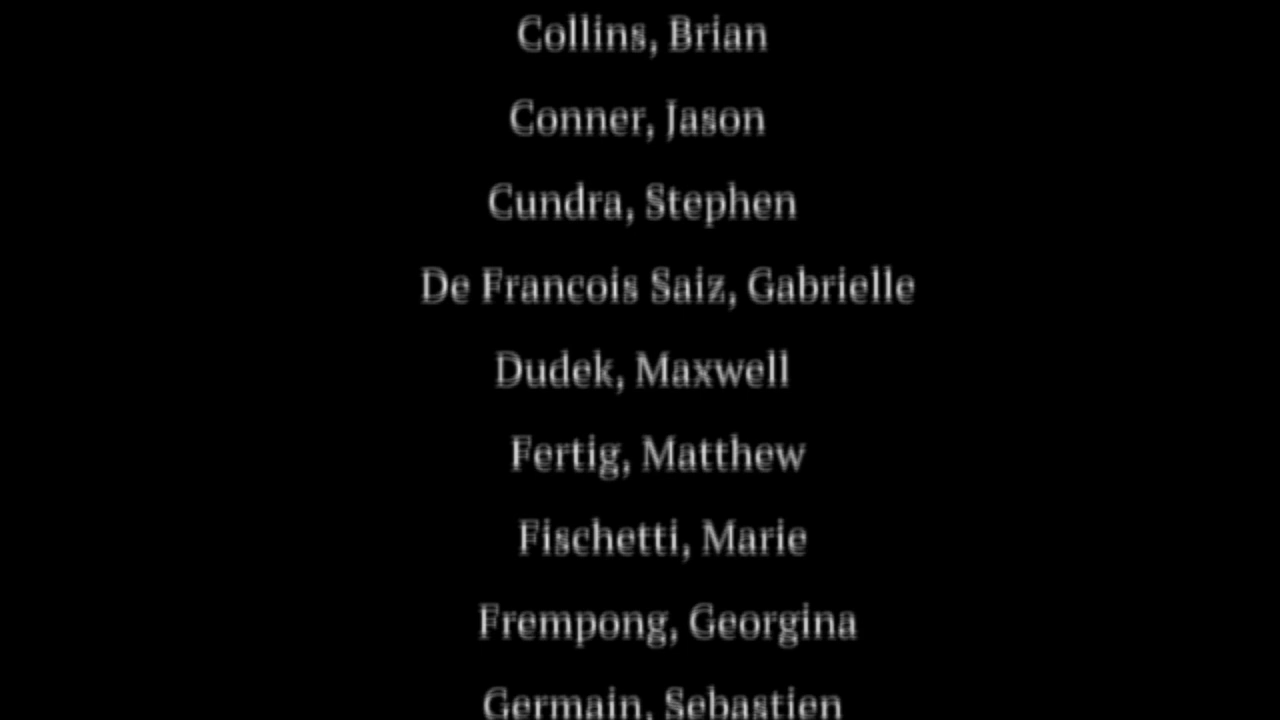 Collins, Brian
Conner, Jason
Cundra, Stephen
De Francois Saiz, Gabrielle
Dudek, Maxwell
Fertig, Matthew
Fischetti, Marie
Frempong, Georgina
Germain, Sebastien